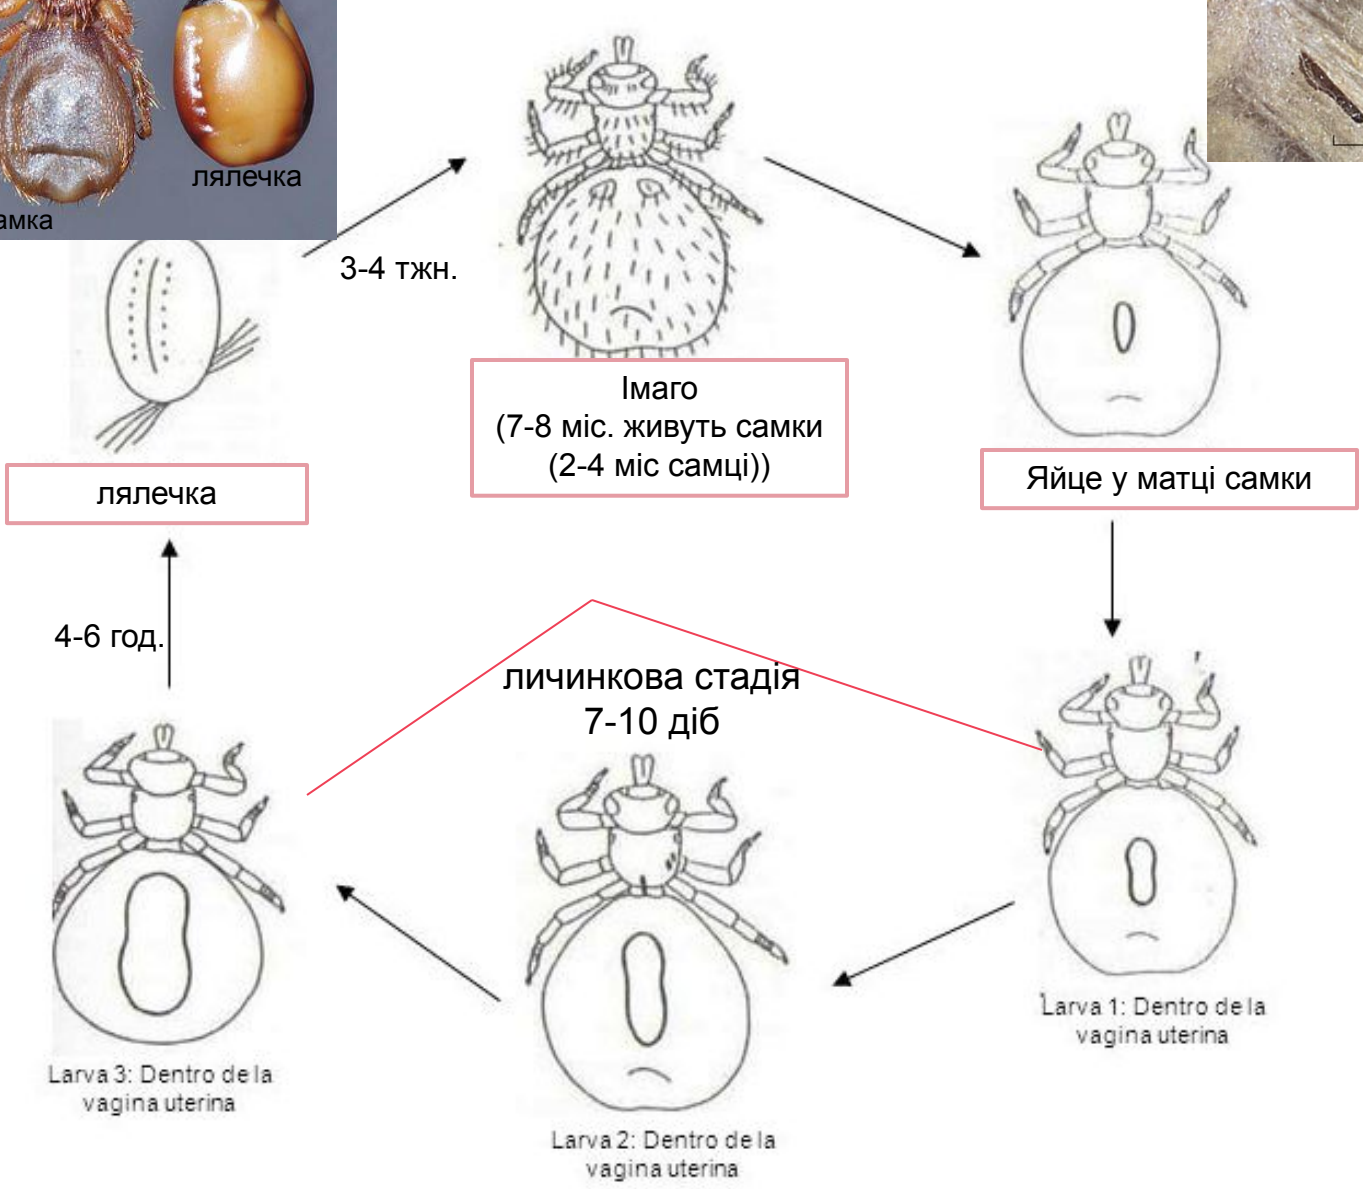 лялечка
амка
3-4 тжн.
Імаго
(7-8 міс. живуть самки
(2-4 міс самці))
Яйце у матці самки
лялечка
4-6 год.
личинкова стадія
7-10 діб
Larva 1: Dentro de la
vagina uterina
Larva 3: Dentro de la
vagina uterina
Larva 2: Dentro de la
vagina uterina